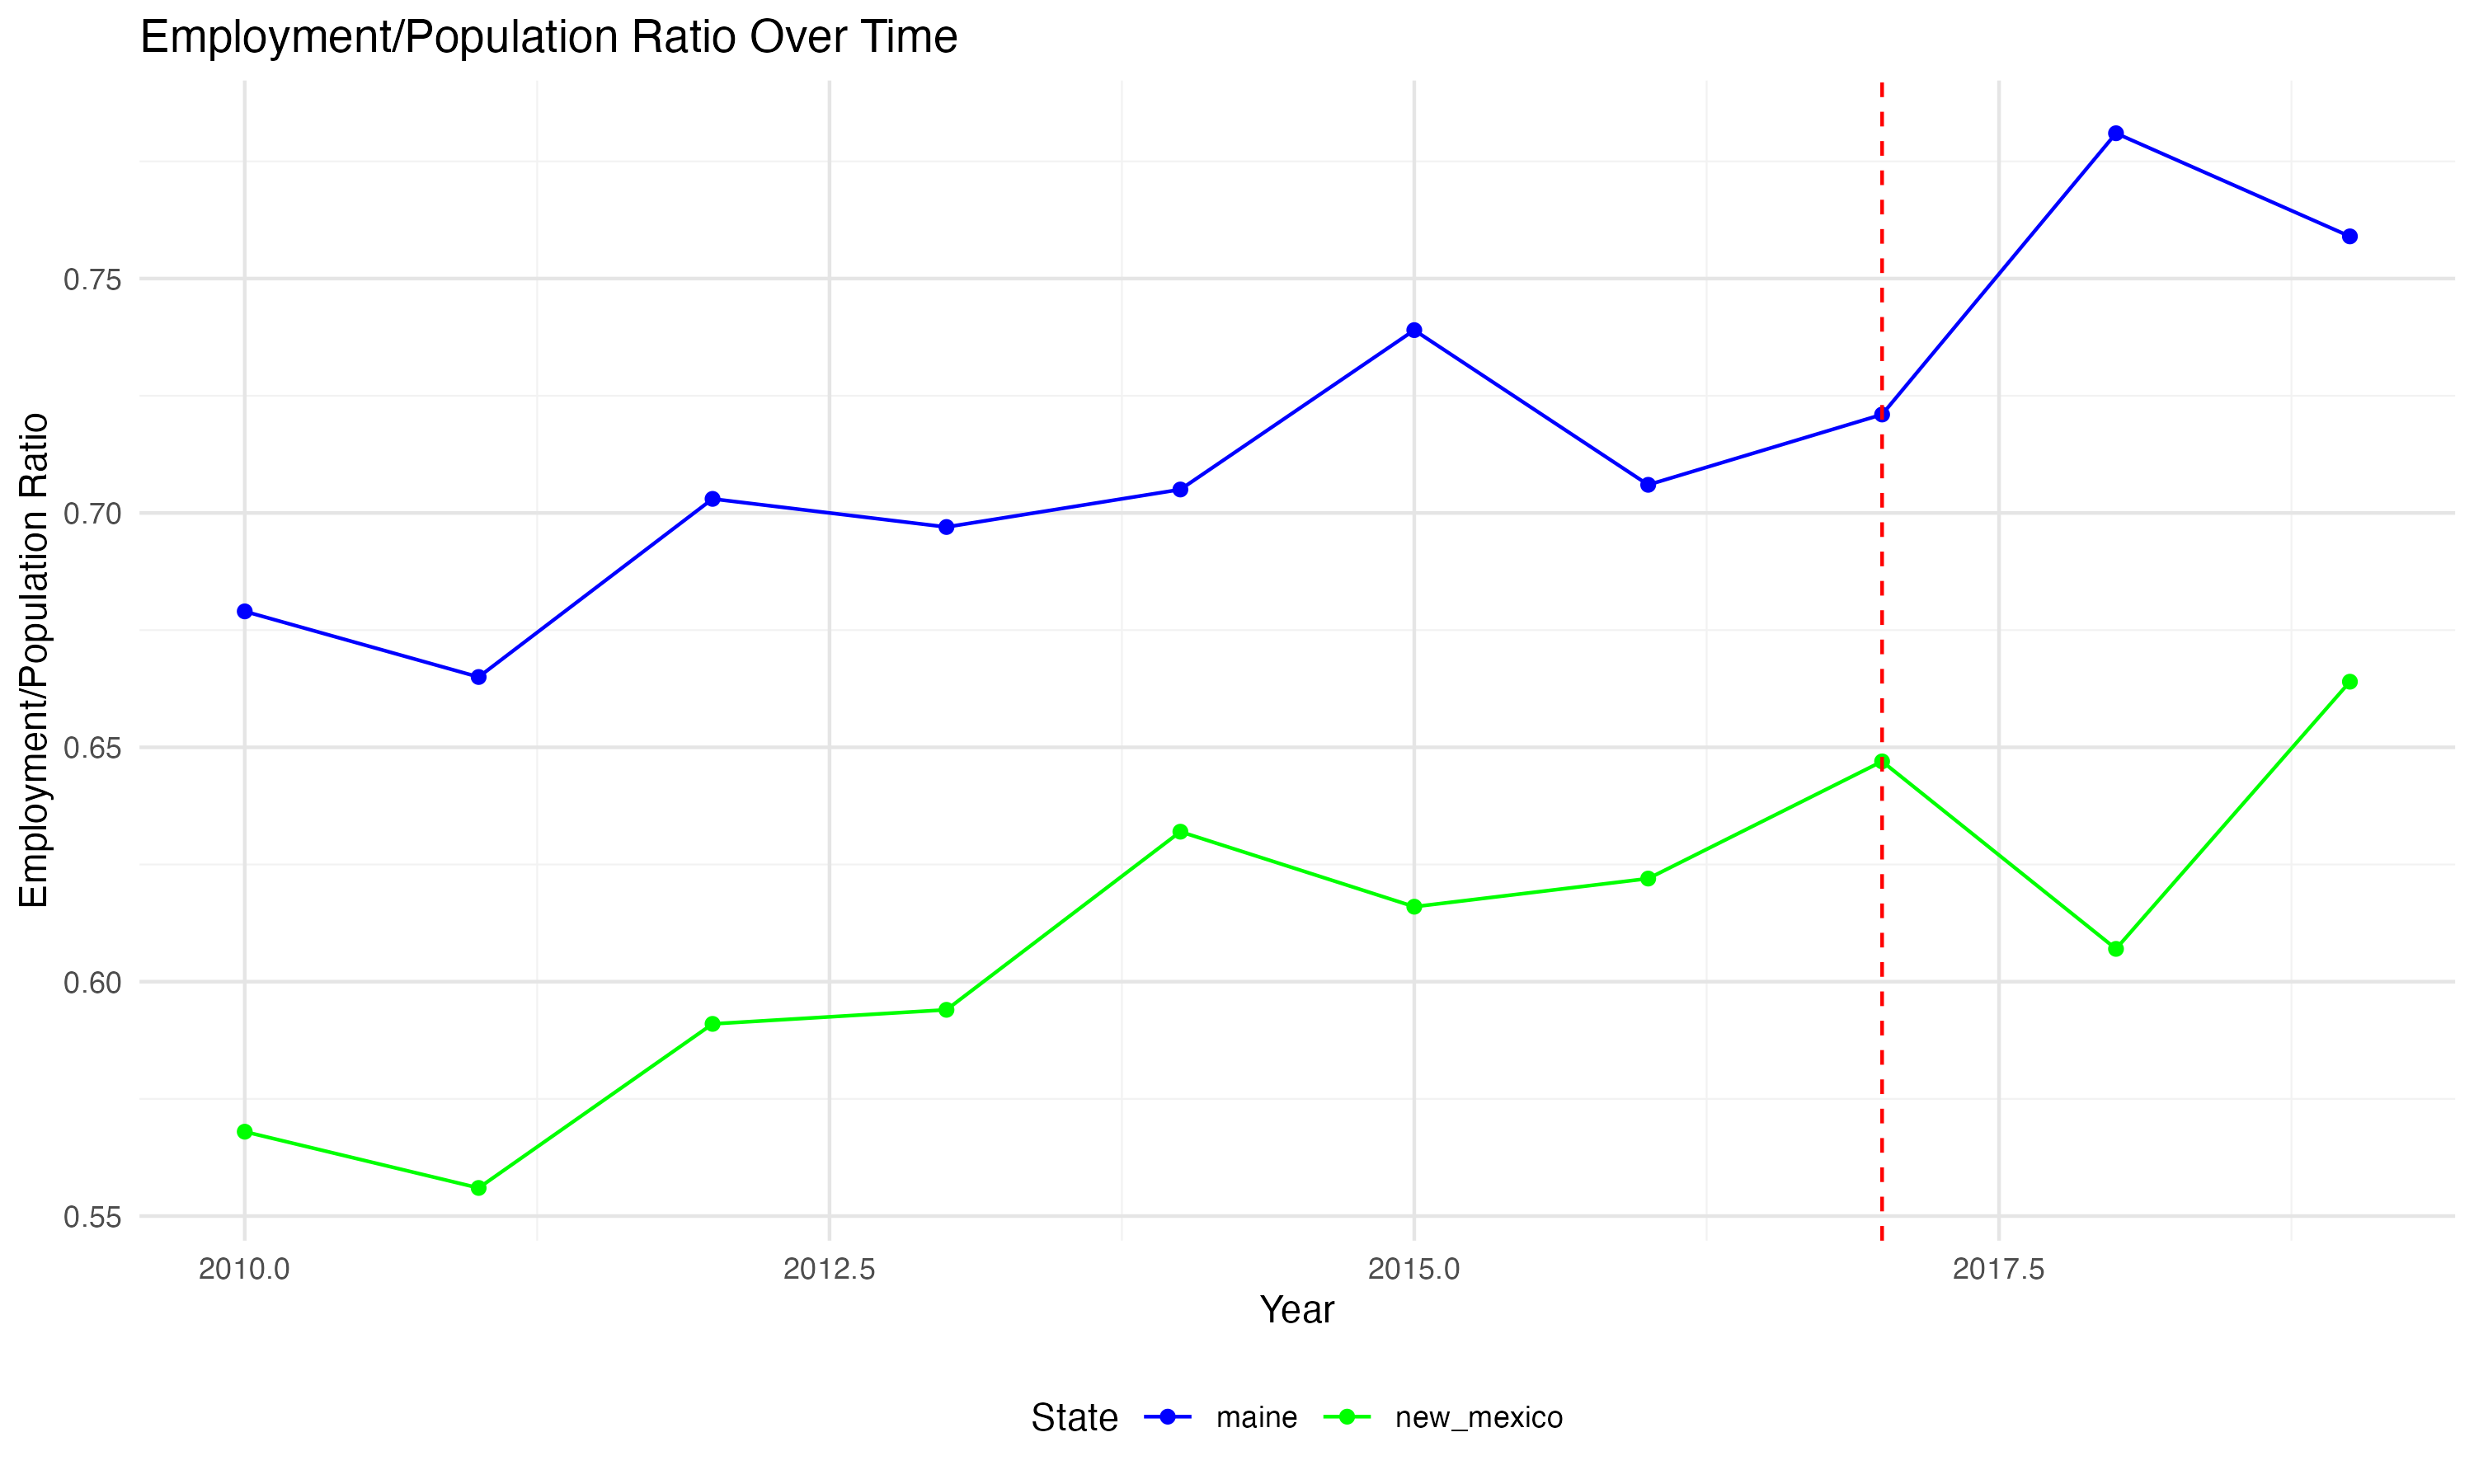 Employment/Population Ratio Over Time
Employment/Population Ratio
0.75
0.70
0.65
0.60
0.55
2010.0 2012.5 2015.0 2017.5
Year
State maine new_mexico